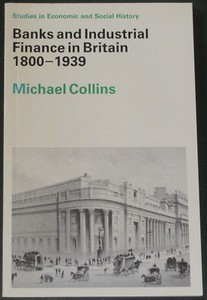 Studies in Economic and Social History
Banks and Industrial
Finance in Britain
1800–1939
Michael Collins